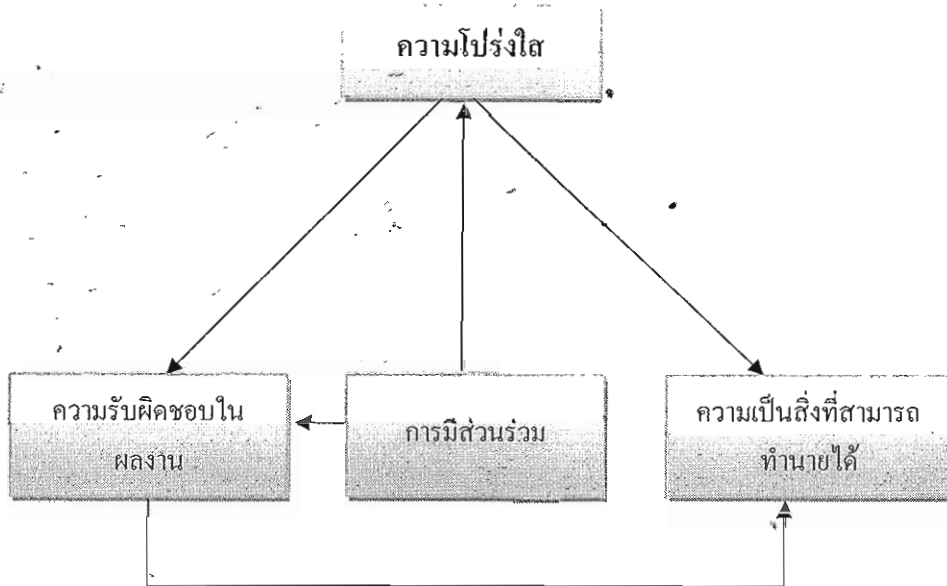 ความโปร่งใส
ความรับผิดชอบใน
ผลงาน
การมีส่วนร่วม
ความเป็นสิ่งที่สามารถ
ทำนายได้